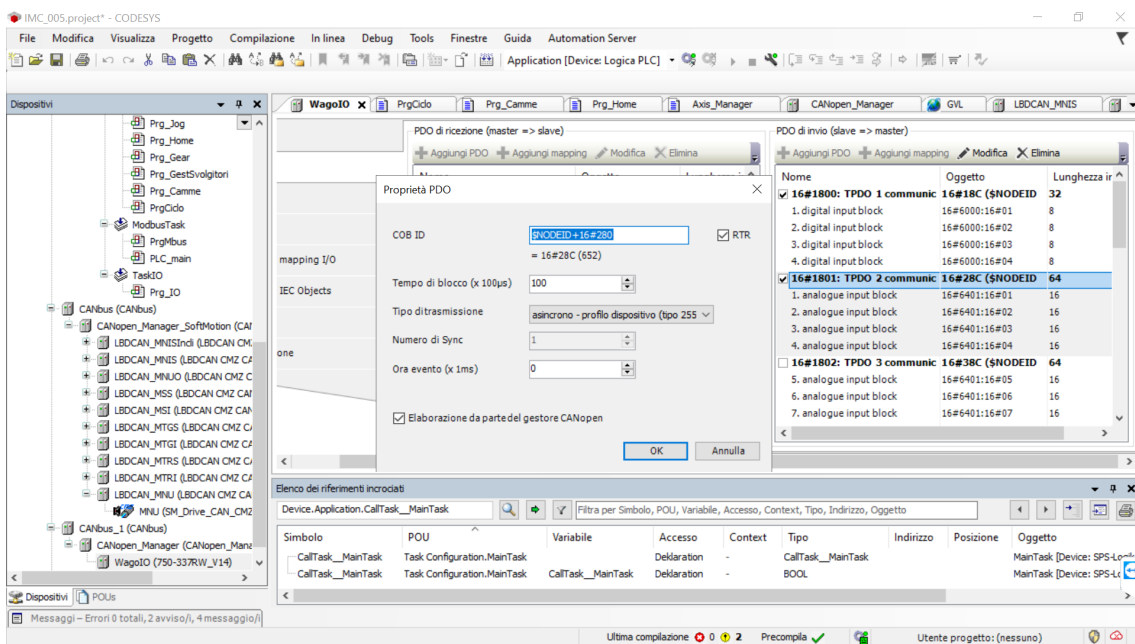 IMC_005.project* - CODESYS
File Modifica Visualizza Progetto Compilazione In linea Debug Tools Finestre Guida Automation Server
Application [Device: Logica PLC]
Dispositivi
Prg_Jog
Prg_Home
Prg_Gear
Prg_GestSvolgitori
Prg_Camme
PrgCiclo
ModbusTask
PrgMbus
PLC_main
TaskIO
Prg_IO
CANbus (CANbus)
CANopen_Manager_SoftMotion (CAN
LBDCAN_MNISIndi (LBDCAN CM
LBDCAN_MNIS (LBDCAN CMZ CA
LBDCAN_MNUO (LBDCAN CMZ C
LBDCAN_MSS (LBDCAN CMZ CAN
LBDCAN_MSI (LBDCAN CMZ CAN
LBDCAN_MTGS (LBDCAN CMZ C
LBDCAN_MTGI (LBDCAN CMZ CA
LBDCAN_MTRS (LBDCAN CMZ C
LBDCAN_MTRI (LBDCAN CMZ CA
LBDCAN_MNU (LBDCAN CMZ CA
MNU (SM_Drive_CAN_CMZ
CANbus_1 (CANbus)
CANopen_Manager (CANopen_Mana
WagoIO (750-337RW_V14)
Dispositivi POUs
WagoIO PrgCiclo Prg_Camme Prg_Home Axis_Manager CANopen_Manager GVL LBDCAN_MNIS
mapping I/O
IEC Objects
one
PDO di ricezione (master => slave)
Aggiungi PDO Aggiungi mapping Modifica Elimina
PDO di invio (slave => master)
Aggiungi PDO Aggiungi mapping Modifica Elimina
Nome Oggetto Lunghezza ir
16#1800: TPDO 1 communic 16#18C ($NODEID 32
1. digital input block 16#6000:16#01 8
2. digital input block 16#6000:16#02 8
3. digital input block 16#6000:16#03 8
4. digital input block 16#6000:16#04 8
16#1801: TPDO 2 communic 16#28C ($NODEID 64
1. analogue input block 16#6401:16#01 16
2. analogue input block 16#6401:16#02 16
3. analogue input block 16#6401:16#03 16
4. analogue input block 16#6401:16#04 16
16#1802: TPDO 3 communic 16#38C ($NODEID 64
5. analogue input block 16#6401:16#05 16
6. analogue input block 16#6401:16#06 16
7. analogue input block 16#6401:16#07 16
Proprietà PDO
COB ID $NODEID+16#280 RTR
= 16#28C (652)
Tempo di blocco (x 100µs) 100
Tipo ditrasmissione asincrono - profilo dispositivo (tipo 255
Numero di Sync 1
Ora evento (x 1ms) 0
Elaborazione da parte del gestore CANopen
OK Annulla
Elenco dei riferimenti incrociati
Device.Application.CallTask__MainTask Filtra per Simbolo, POU, Variabile, Accesso, Context, Tipo, Indirizzo, Oggetto
Simbolo POU Variabile Accesso Context Tipo Indirizzo Posizione Oggetto
CallTask__MainTask Task Configuration.MainTask Deklaration - CallTask__MainTask MainTask [Device: SPS-Logi
CallTask__MainTask Task Configuration.MainTask CallTask__MainTask Deklaration - BOOL MainTask [Device: SPS-Lo
Messaggi – Errori 0 totali, 2 avviso/i, 4 messaggio/i
Ultima compilazione 0 2 Precompila Utente progetto: (nessuno)